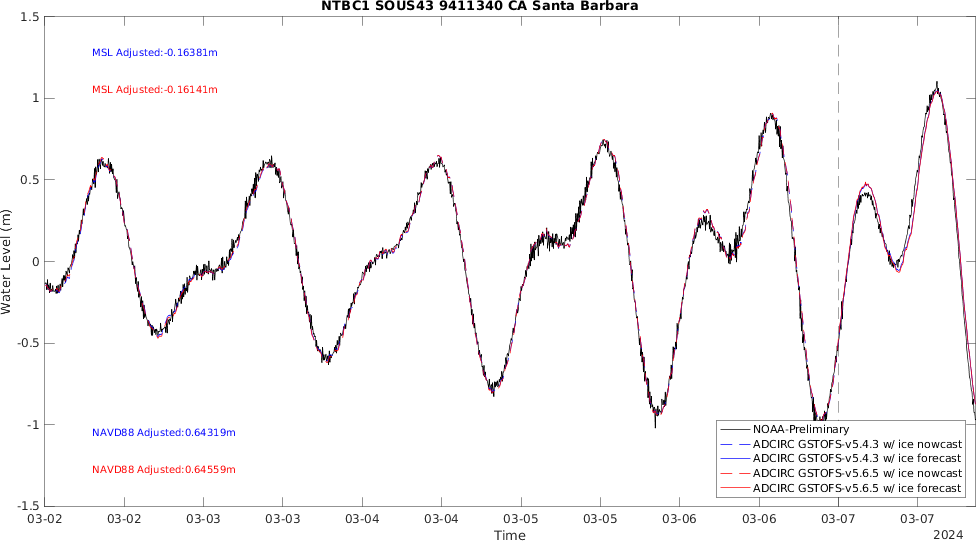 NTBC1 SOUS43 9411340 CA Santa Barbara
1.5
MSL Adjusted:-0.16381m
MSL Adjusted:-0.16141m
1
0.5
0
-0.5
-1
-1.5
Water Level (m)
NAVD88 Adjusted:0.64319m
NAVD88 Adjusted:0.64559m
NOAA-Preliminary
ADCIRC GSTOFS-v5.4.3 w/ ice nowcast
ADCIRC GSTOFS-v5.4.3 w/ ice forecast
ADCIRC GSTOFS-v5.6.5 w/ ice nowcast
ADCIRC GSTOFS-v5.6.5 w/ ice forecast
03-02 03-02 03-03 03-03 03-04 03-04 03-05 03-05 03-06 03-06 03-07 03-07
Time
2024